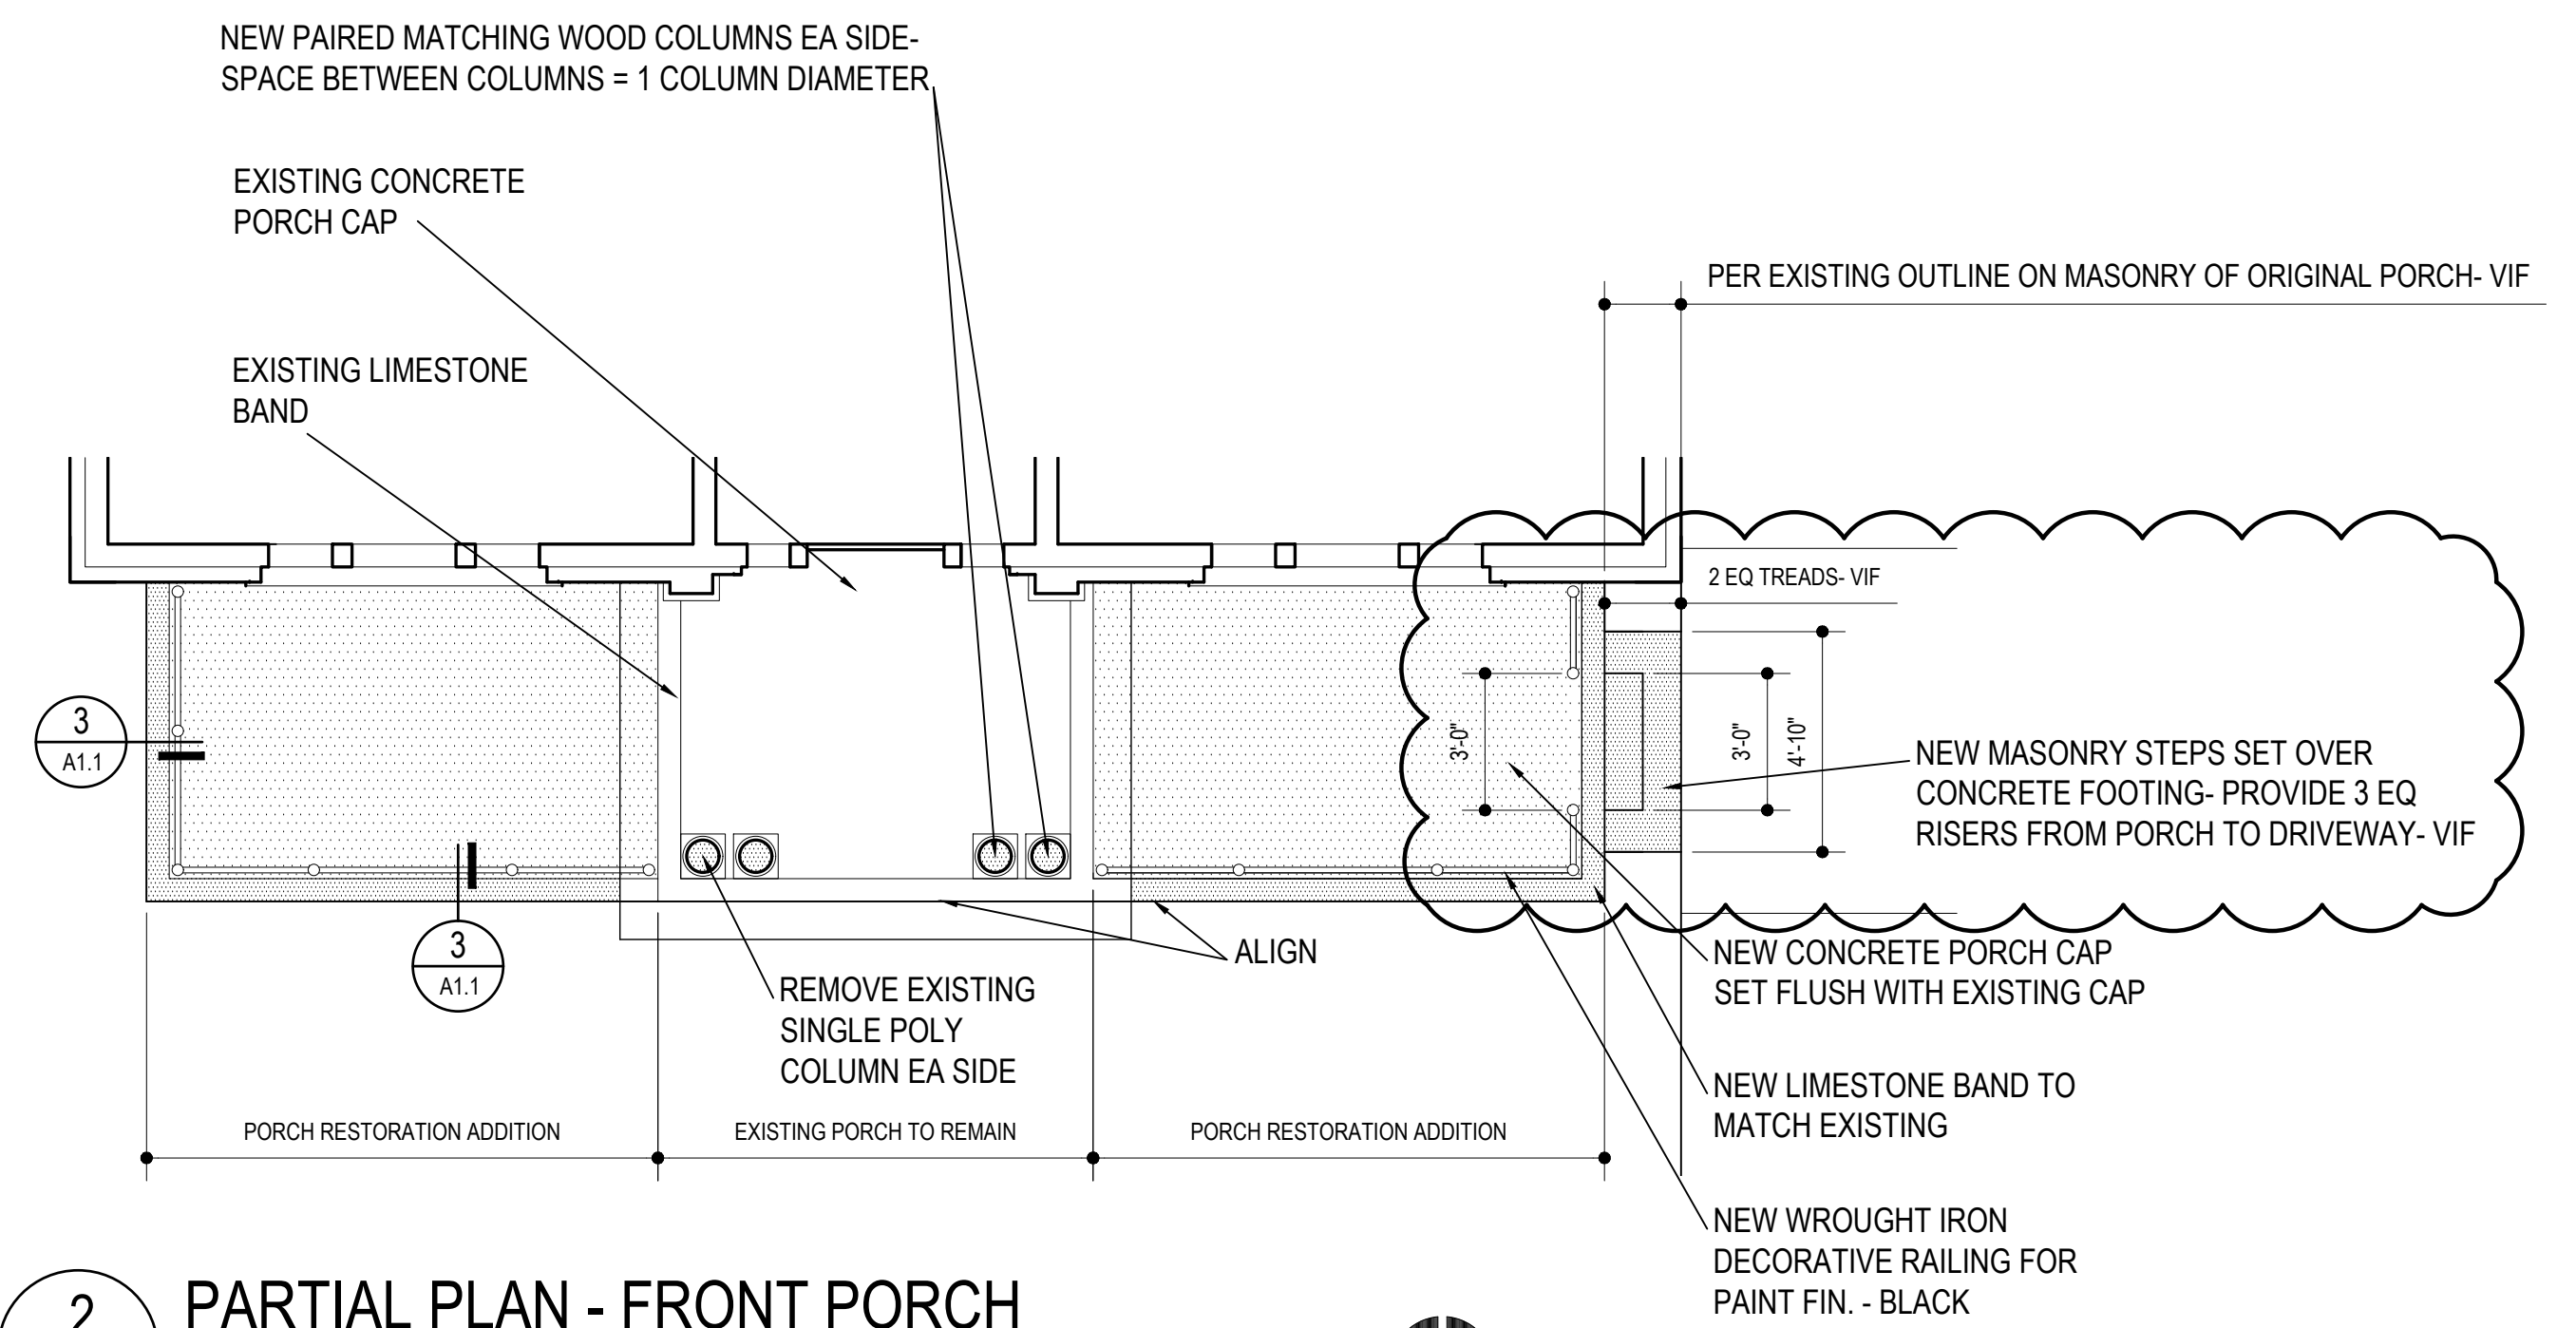 NEW PAIRED MATCHING WOOD COLUMNS EA SIDE-
SPACE BETWEEN COLUMNS = 1 COLUMN DIAMETER
EXISTING CONCRETE
PORCH CAP
PER EXISTING OUTLINE ON MASONRY OF ORIGINAL PORCH- VIF
EXISTING LIMESTONE
BAND
2 EQ TREADS- VIF
3
A1.1
3'-0"
3'-0"
4'-10"
NEW MASONRY STEPS SET OVER
CONCRETE FOOTING- PROVIDE 3 EQ
RISERS FROM PORCH TO DRIVEWAY- VIF
3
A1.1
ALIGN
REMOVE EXISTING
SINGLE POLY
COLUMN EA SIDE
NEW CONCRETE PORCH CAP
SET FLUSH WITH EXISTING CAP
NEW LIMESTONE BAND TO
MATCH EXISTING
PORCH RESTORATION ADDITION
EXISTING PORCH TO REMAIN
PORCH RESTORATION ADDITION
NEW WROUGHT IRON
DECORATIVE RAILING FOR
PAINT FIN. - BLACK
2
PARTIAL PLAN - FRONT PORCH